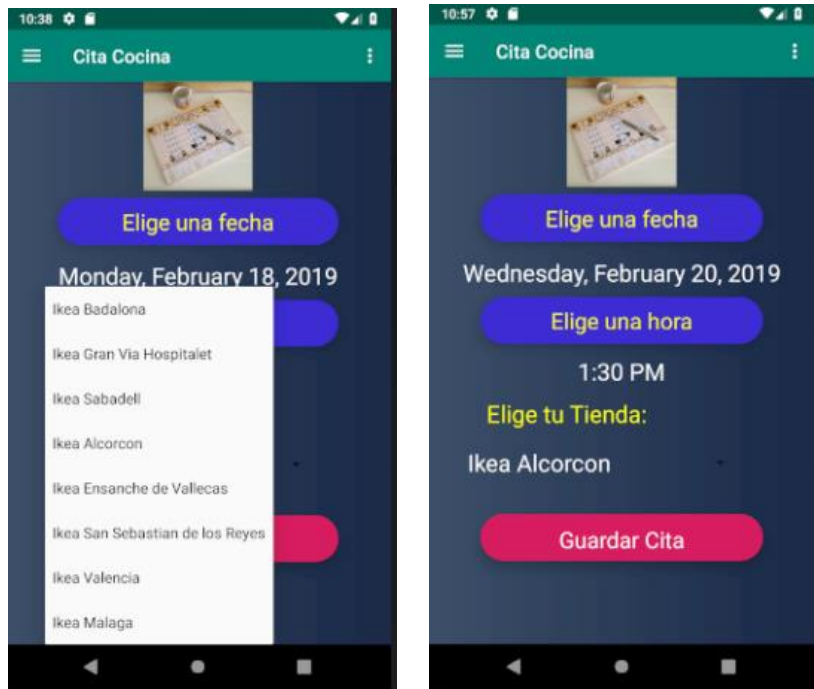 10:38
Cita Cocina
Elige una fecha
Monday, February 18, 2019
Ikea Badalona
Ikea Gran Via Hospitalet
Ikea Sabadell
Ikea Alcorcon
Ikea Ensanche de Vallecas
Ikea San Sebastian de los Reyes
Ikea Valencia
Ikea Malaga
10:57
Cita Cocina
Elige una fecha
Wednesday, February 20, 2019
Elige una hora
1:30 PM
Elige tu Tienda:
Ikea Alcorcon
Guardar Cita